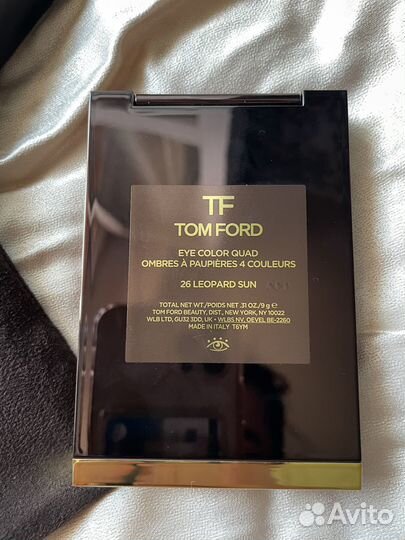 TF
TOM FORD
EYE COLOR QUAD
OMBRES À PAUPIÈRES 4 COULEURS
26 LEOPARD SUN
TOTAL NET WT./POIDS NET .31 OZ./9 g ℮
TOM FORD BEAUTY, DIST., NEW YORK, NY 10022
WLB LTD, GU32 3DD, UK • WLBS NV, OEVEL BE-2260
MADE IN ITALY T6YM
Avito